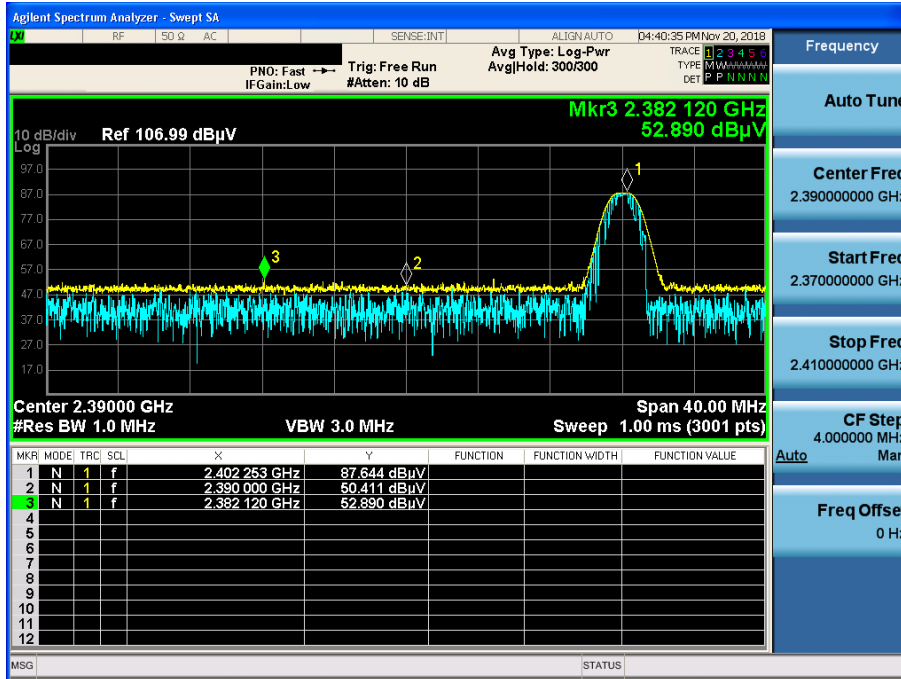 Agilent Spectrum Analyzer - Swept SA
LXI RF 50 Ω AC SENSE:INT ALIGN AUTO 04:40:35 PM Nov 20, 2018
PNO: Fast
IFGain:Low
Trig: Free Run
#Atten: 10 dB
Avg Type: Log-Pwr
Avg|Hold: 300/300
TRACE 1 2 3 4 5 6
TYPE M W W W W W
DET P P N N N N
Mkr3 2.382 120 GHz
52.890 dBµV
10 dB/div Ref 106.99 dBµV
Log
97.0
87.0
77.0
67.0
57.0
47.0
37.0
27.0
17.0
1
2
3
Center 2.39000 GHz Span 40.00 MHz
#Res BW 1.0 MHz VBW 3.0 MHz Sweep 1.00 ms (3001 pts)
MKR MODE TRC SCL X Y FUNCTION FUNCTION WIDTH FUNCTION VALUE
1 N 1 f 2.402 253 GHz 87.644 dBµV
2 N 1 f 2.390 000 GHz 50.411 dBµV
3 N 1 f 2.382 120 GHz 52.890 dBµV
4
5
6
7
8
9
10
11
12
MSG STATUS
Frequency
Auto Tune
Center Freq
2.390000000 GHz
Start Freq
2.370000000 GHz
Stop Freq
2.410000000 GHz
CF Step
4.000000 MHz
Auto Man
Freq Offset
0 Hz